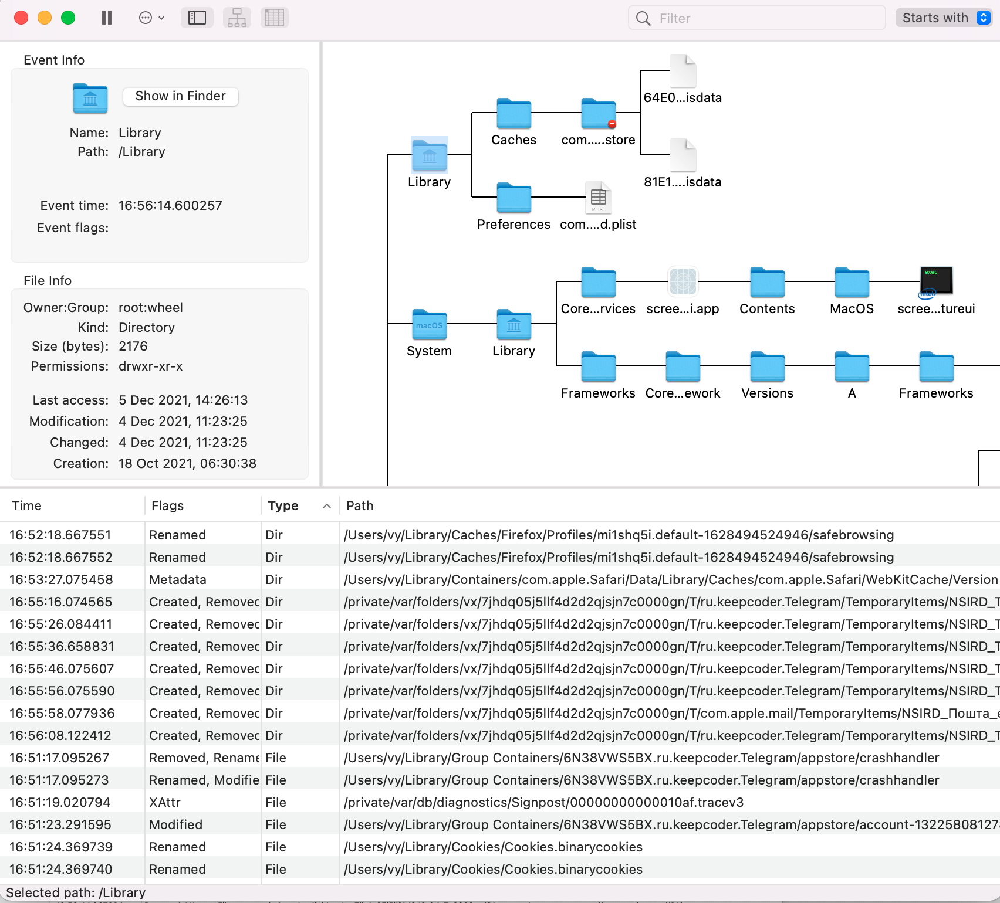 Filter
Starts with
Event Info
Show in Finder
Name: Library
Path: /Library
Event time: 16:56:14.600257
Event flags:
File Info
Owner:Group: root:wheel
Kind: Directory
Size (bytes): 2176
Permissions: drwxr-xr-x
Last access: 5 Dec 2021, 14:26:13
Modification: 4 Dec 2021, 11:23:25
Changed: 4 Dec 2021, 11:23:25
Creation: 18 Oct 2021, 06:30:38
64E0...isdata
Caches com.....store
81E1....isdata
Library
PLIST
Preferences com....d.plist
exec
intel
Core...rvices scree...i.app Contents MacOS scree...tureui
macOS
System Library
Frameworks Core...ework Versions A Frameworks
Time Flags Type Path
16:52:18.667551 Renamed Dir /Users/vy/Library/Caches/Firefox/Profiles/mi1shq5i.default-1628494524946/safebrowsing
16:52:18.667552 Renamed Dir /Users/vy/Library/Caches/Firefox/Profiles/mi1shq5i.default-1628494524946/safebrowsing
16:53:27.075458 Metadata Dir /Users/vy/Library/Containers/com.apple.Safari/Data/Library/Caches/com.apple.Safari/WebKitCache/Version
16:55:16.074565 Created, Removed Dir /private/var/folders/vx/7jhdq05j5llf4d2d2qjsjn7c0000gn/T/ru.keepcoder.Telegram/TemporaryItems/NSIRD_T
16:55:26.084411 Created, Removed Dir /private/var/folders/vx/7jhdq05j5llf4d2d2qjsjn7c0000gn/T/ru.keepcoder.Telegram/TemporaryItems/NSIRD_T
16:55:36.658831 Created, Removed Dir /private/var/folders/vx/7jhdq05j5llf4d2d2qjsjn7c0000gn/T/ru.keepcoder.Telegram/TemporaryItems/NSIRD_T
16:55:46.075607 Created, Removed Dir /private/var/folders/vx/7jhdq05j5llf4d2d2qjsjn7c0000gn/T/ru.keepcoder.Telegram/TemporaryItems/NSIRD_T
16:55:56.075590 Created, Removed Dir /private/var/folders/vx/7jhdq05j5llf4d2d2qjsjn7c0000gn/T/ru.keepcoder.Telegram/TemporaryItems/NSIRD_T
16:55:58.077936 Created, Removed Dir /private/var/folders/vx/7jhdq05j5llf4d2d2qjsjn7c0000gn/T/com.apple.mail/TemporaryItems/NSIRD_Пошта_e
16:56:08.122412 Created, Removed Dir /private/var/folders/vx/7jhdq05j5llf4d2d2qjsjn7c0000gn/T/ru.keepcoder.Telegram/TemporaryItems/NSIRD_T
16:51:17.095267 Removed, Rename File /Users/vy/Library/Group Containers/6N38VWS5BX.ru.keepcoder.Telegram/appstore/crashhandler
16:51:17.095273 Renamed, Modifie File /Users/vy/Library/Group Containers/6N38VWS5BX.ru.keepcoder.Telegram/appstore/crashhandler
16:51:19.020794 XAttr File /private/var/db/diagnostics/Signpost/00000000000010af.tracev3
16:51:23.291595 Modified File /Users/vy/Library/Group Containers/6N38VWS5BX.ru.keepcoder.Telegram/appstore/account-13225808127
16:51:24.369739 Renamed File /Users/vy/Library/Cookies/Cookies.binarycookies
16:51:24.369740 Renamed File /Users/vy/Library/Cookies/Cookies.binarycookies
Selected path: /Library